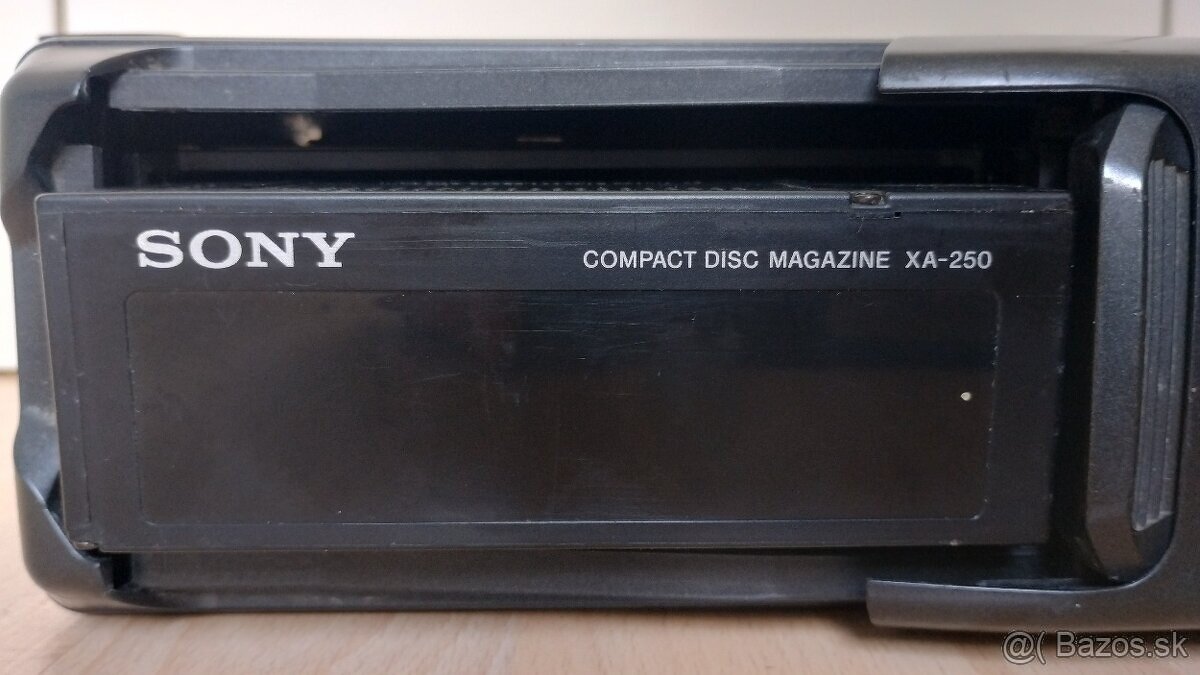 SONY
COMPACT DISC MAGAZINE XA-250
@( Bazos.sk